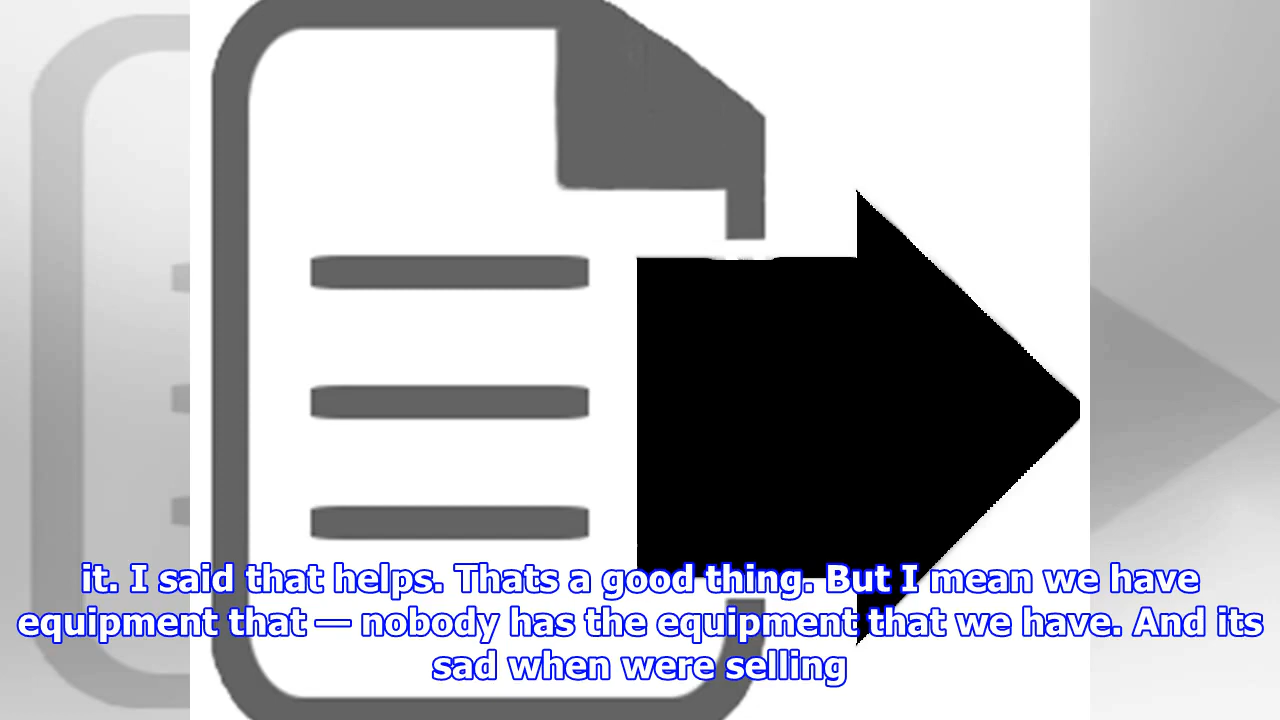 it. I said that helps. Thats a good thing. But I mean we have
equipment that — nobody has the equipment that we have. And its
sad when were selling